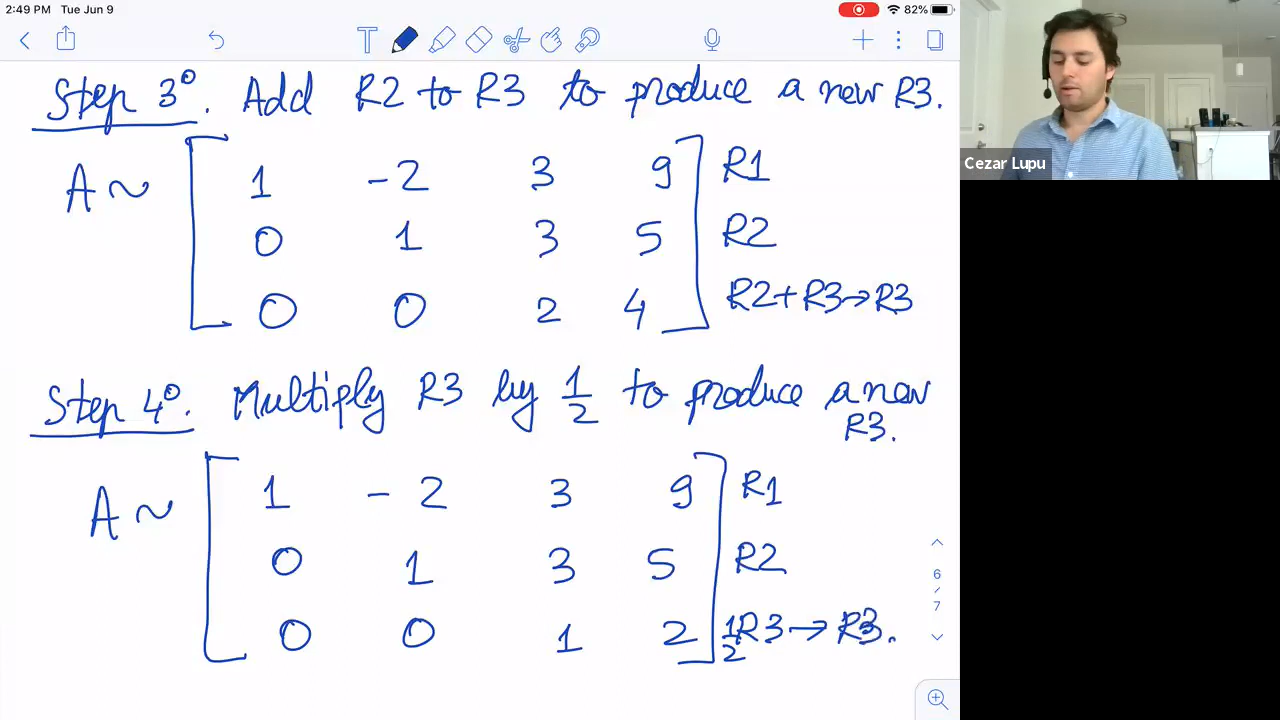 2:49 PM Tue Jun 9
82%
Step 3°. Add R2 to R3 to produce a new R3.
A ~ [ 1 -2 3 9 ] R1
0 1 3 5 R2
0 0 2 4 R2+R3→R3
Step 4°. Multiply R3 by 1/2 to produce a new
R3.
A ~ [ 1 -2 3 9 ] R1
0 1 3 5 R2
0 0 1 2 1/2 R3→R3.
6
/
7
Cezar Lupu